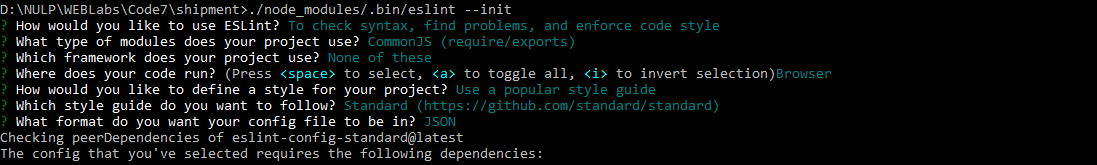 D:\NULP\WEBLabs\Code7\shipment>./node_modules/.bin/eslint --init
? How would you like to use ESLint? To check syntax, find problems, and enforce code style
? What type of modules does your project use? CommonJS (require/exports)
? Which framework does your project use? None of these
? Where does your code run? (Press <space> to select, <a> to toggle all, <i> to invert selection)Browser
? How would you like to define a style for your project? Use a popular style guide
? Which style guide do you want to follow? Standard (https://github.com/standard/standard)
? What format do you want your config file to be in? JSON
Checking peerDependencies of eslint-config-standard@latest
The config that you've selected requires the following dependencies: